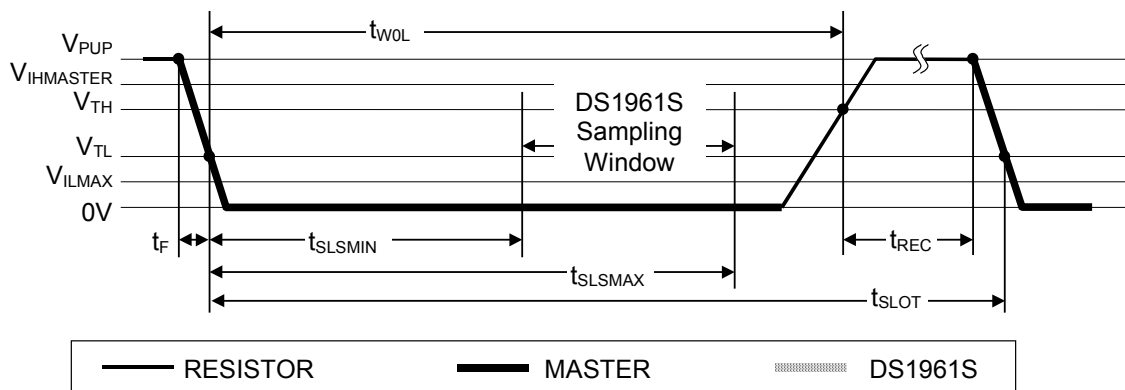 tW0L
VPUP
VIHMASTER
VTH
VTL
VILMAX
0V
DS1961S
Sampling
Window
tF
tSLSMIN
tREC
tSLSMAX
tSLOT
RESISTOR
MASTER
DS1961S